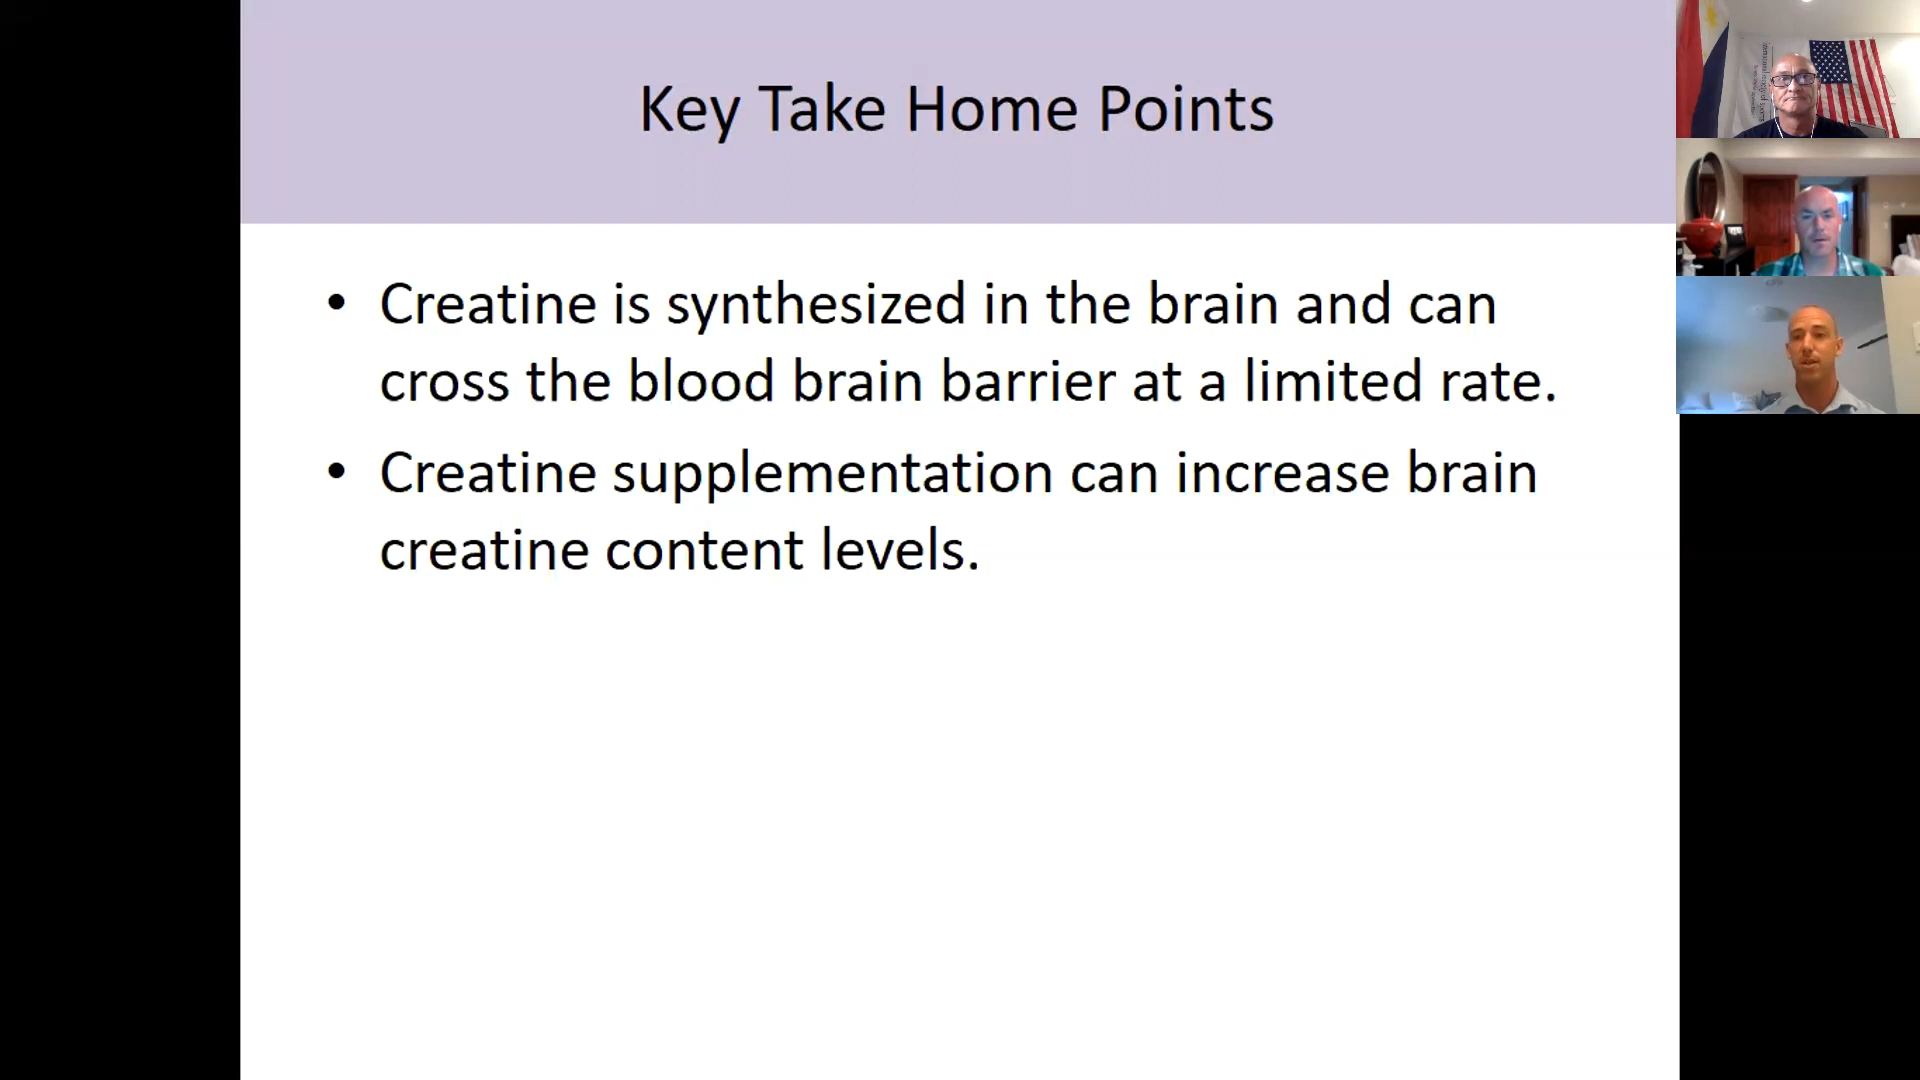 Key Take Home Points
• Creatine is synthesized in the brain and can
cross the blood brain barrier at a limited rate.
• Creatine supplementation can increase brain
creatine content levels.